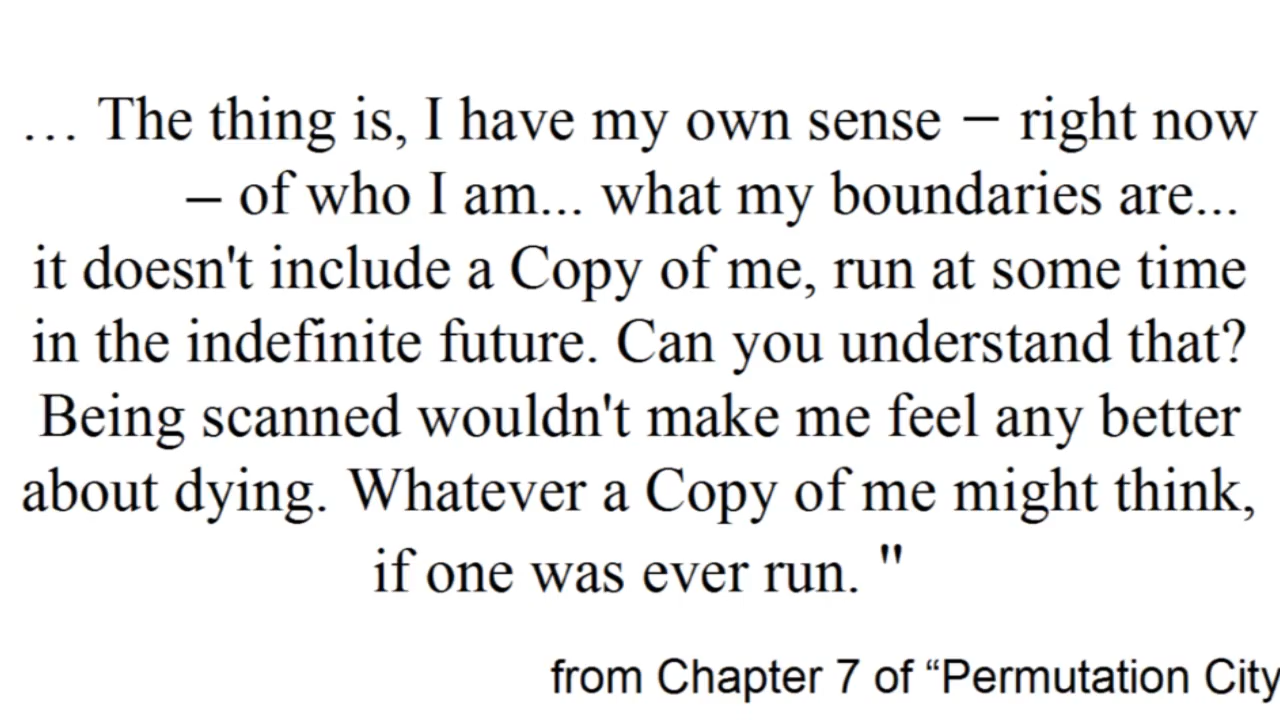 … The thing is, I have my own sense – right now
– of who I am... what my boundaries are...
it doesn't include a Copy of me, run at some time
in the indefinite future. Can you understand that?
Being scanned wouldn't make me feel any better
about dying. Whatever a Copy of me might think,
if one was ever run. "
from Chapter 7 of “Permutation City